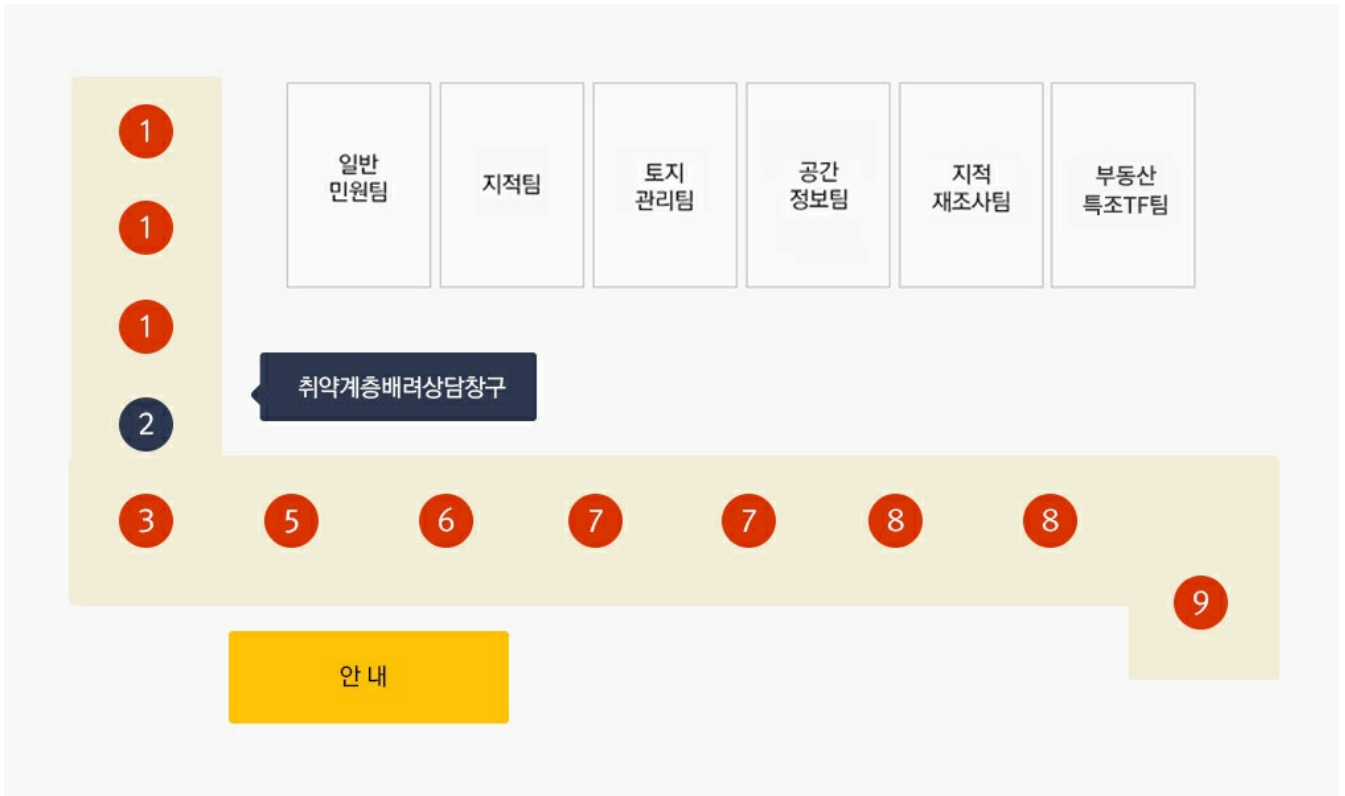 1
1
1
2
일반
민원팀
지적팀
토지
관리팀
공간
정보팀
지적
재조사팀
부동산
특조TF팀
취약계층배려상담창구
3 5 6 7 7 8 8
9
안 내